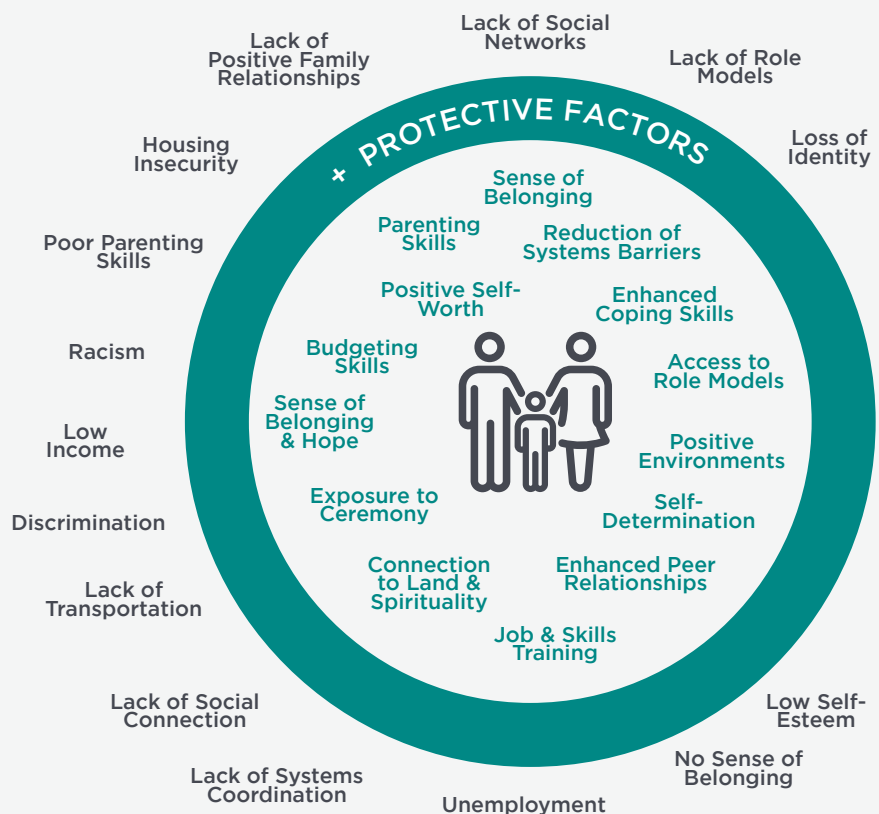 Lack of Social
Networks
Lack of
Positive Family
Relationships
Lack of Role
Models
Housing
Insecurity
Loss of
Identity
Poor Parenting
Skills
Racism
Low
Income
Discrimination
Lack of
Transportation
Lack of Social
Connection
Lack of Systems
Coordination
Unemployment
No Sense of
Belonging
Low Self-
Esteem
+ PROTECTIVE FACTORS
Sense of
Belonging
Parenting
Skills
Reduction of
Systems Barriers
Positive Self-
Worth
Enhanced
Coping Skills
Budgeting
Skills
Access to
Role Models
Sense of
Belonging
& Hope
Positive
Environments
Exposure to
Ceremony
Self-
Determination
Connection
to Land &
Spirituality
Enhanced Peer
Relationships
Job & Skills
Training